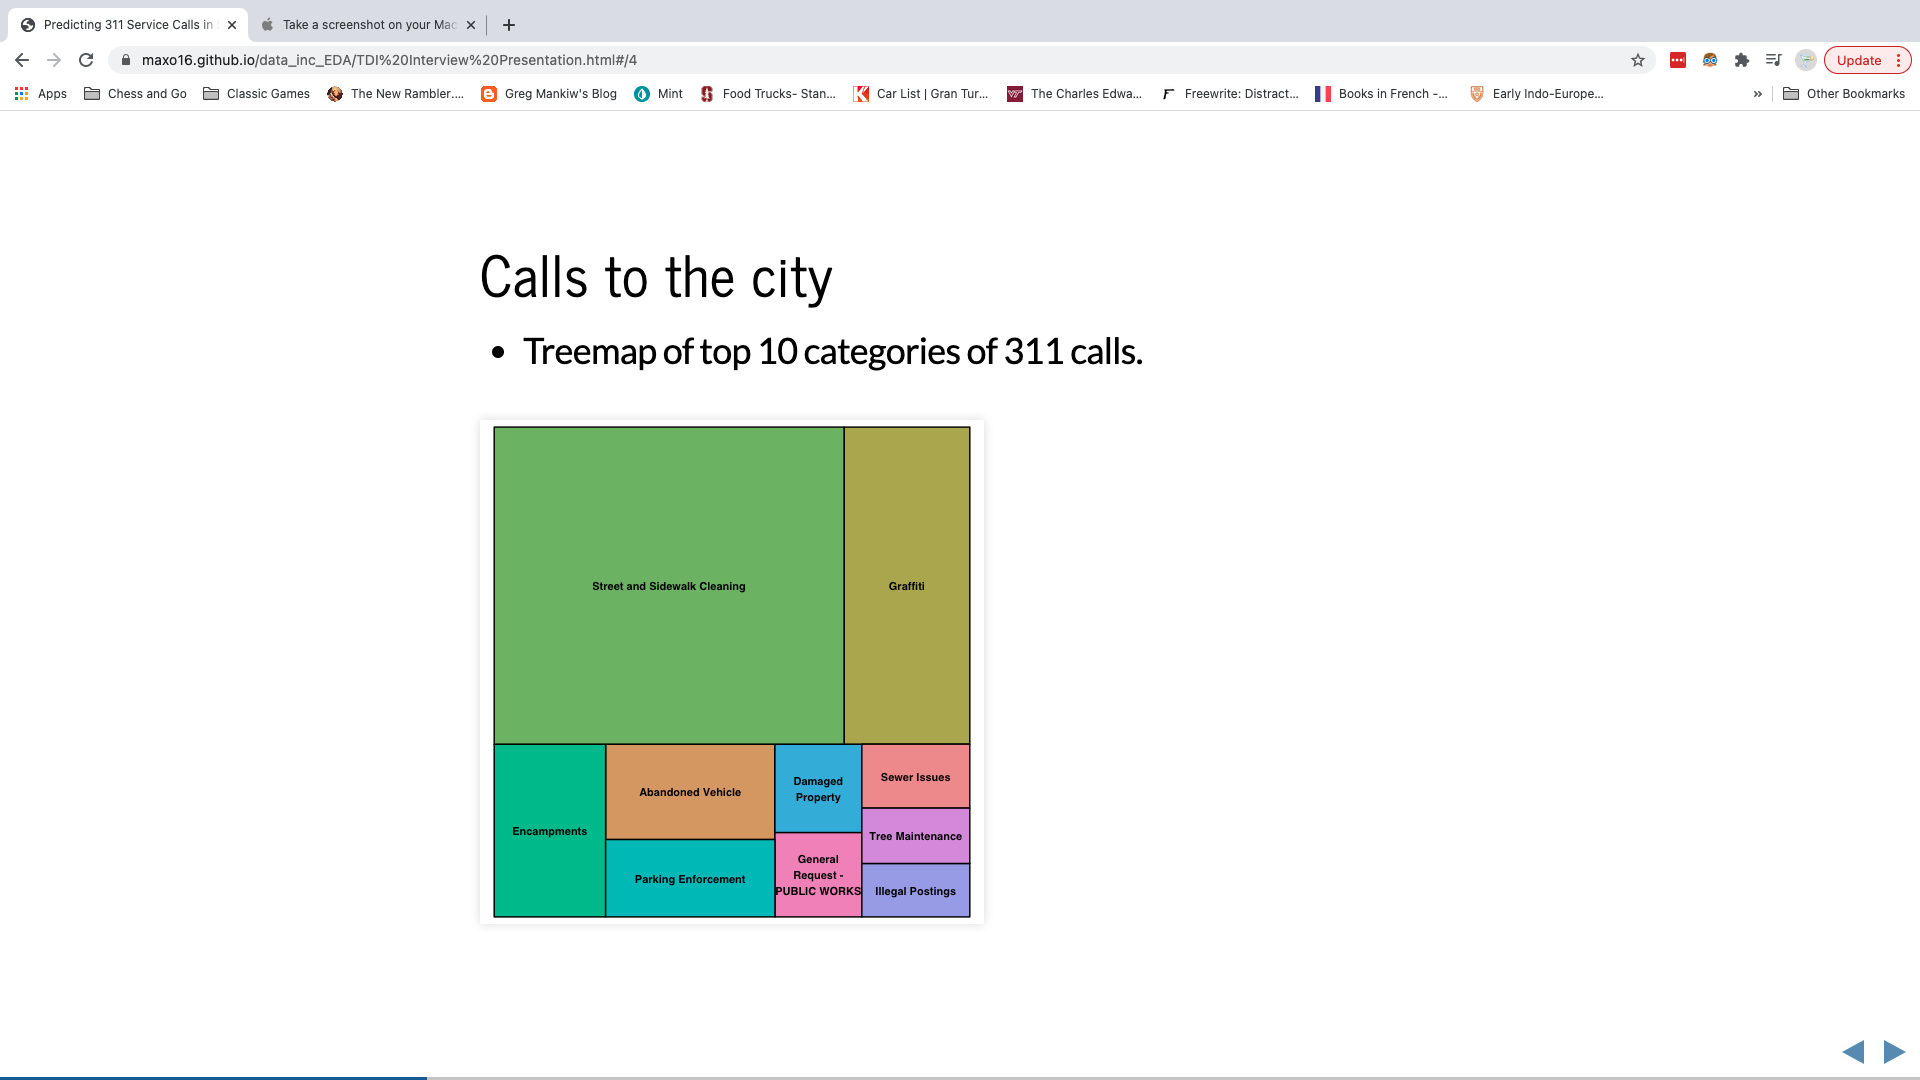 Predicting 311 Service Calls in
Take a screenshot on your Mac
maxo16.github.io/data_inc_EDA/TDI%20Interview%20Presentation.html#/4
Update
Apps
Chess and Go
Classic Games
The New Rambler....
Greg Mankiw's Blog
Mint
Food Trucks- Stan...
Car List | Gran Tur...
The Charles Edwa...
Freewrite: Distract...
Books in French -...
Early Indo-Europe...
»
Other Bookmarks
Calls to the city
• Treemap of top 10 categories of 311 calls.
Street and Sidewalk Cleaning
Graffiti
Encampments
Abandoned Vehicle
Parking Enforcement
Damaged
Property
General
Request -
PUBLIC WORKS
Sewer Issues
Tree Maintenance
Illegal Postings